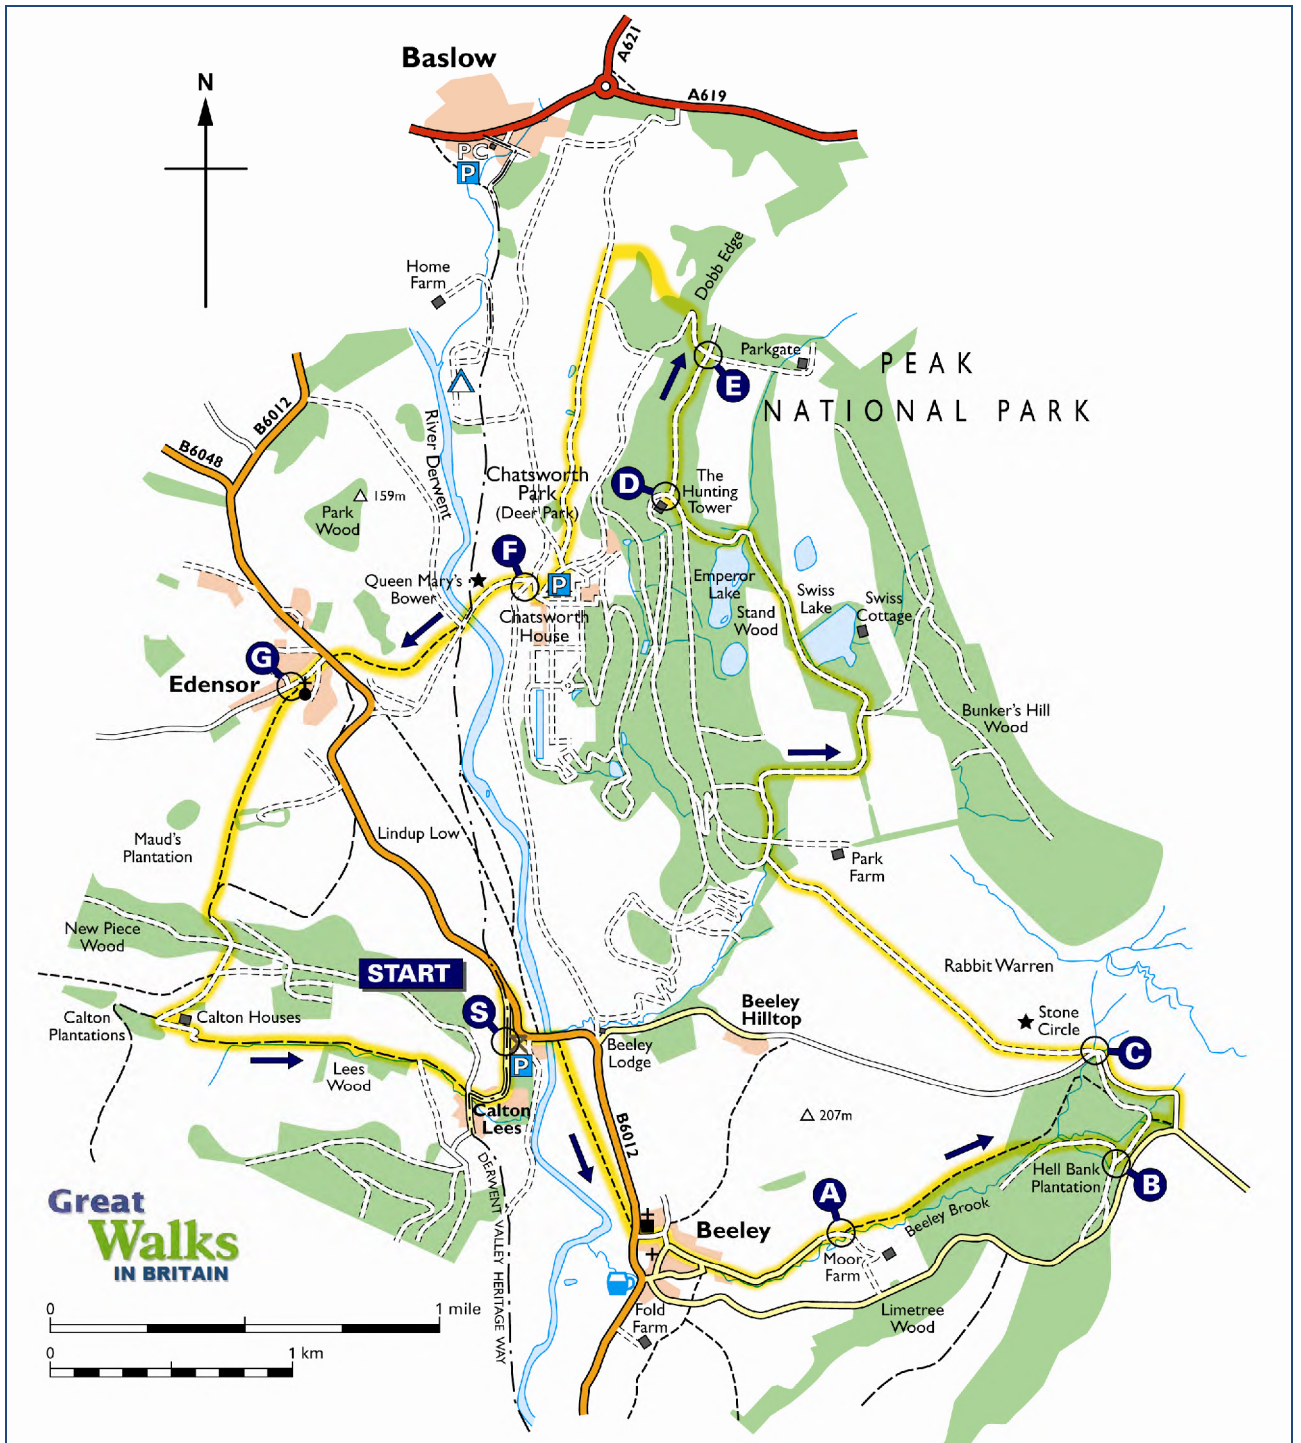 A621
Baslow
N
A619
PC
P
Dobb Edge
Home
Farm
Parkgate
PEAK
E
NATIONAL PARK
B6012
B6048
River Derwent
Chatsworth
Park
(Deer Park)
D
The
Hunting
Tower
159m
Park
Wood
F
Queen Mary's
Bower
P
Emperor
Lake
Stand
Wood
Swiss
Lake
Swiss
Cottage
Chatsworth
House
G
Edensor
Bunker's Hill
Wood
Maud's
Plantation
Lindup Low
Park
Farm
New Piece
Wood
START
Rabbit Warren
Beeley
Hilltop
Stone
Circle
Calton
Plantations
Calton Houses
S
C
Beeley
Lodge
P
Lees
Wood
Calton
Lees
B6012
207m
DERWENT VALLEY HERITAGE WAY
Hell Bank
Plantation
B
A
Beeley Brook
Beeley
Moor
Farm
Great
Walks
IN BRITAIN
Limetree
Wood
Fold
Farm
0
1 mile
0
1 km